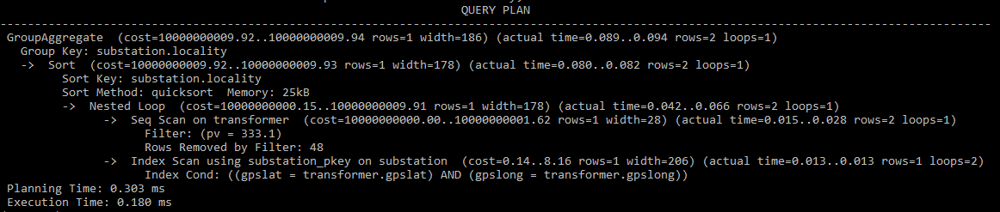 QUERY PLAN
GroupAggregate (cost=10000000009.92..10000000009.94 rows=1 width=186) (actual time=0.089..0.094 rows=2 loops=1)
Group Key: substation.locality
-> Sort (cost=10000000009.92..10000000009.93 rows=1 width=178) (actual time=0.080..0.082 rows=2 loops=1)
Sort Key: substation.locality
Sort Method: quicksort Memory: 25kB
-> Nested Loop (cost=10000000000.15..10000000009.91 rows=1 width=178) (actual time=0.042..0.066 rows=2 loops=1)
-> Seq Scan on transformer (cost=10000000000.00..10000000001.62 rows=1 width=28) (actual time=0.015..0.028 rows=2 loops=1)
Filter: (pv = 333.1)
Rows Removed by Filter: 48
-> Index Scan using substation_pkey on substation (cost=0.14..8.16 rows=1 width=206) (actual time=0.013..0.013 rows=1 loops=2)
Index Cond: ((gpslat = transformer.gpslat) AND (gpslong = transformer.gpslong))
Planning Time: 0.303 ms
Execution Time: 0.180 ms